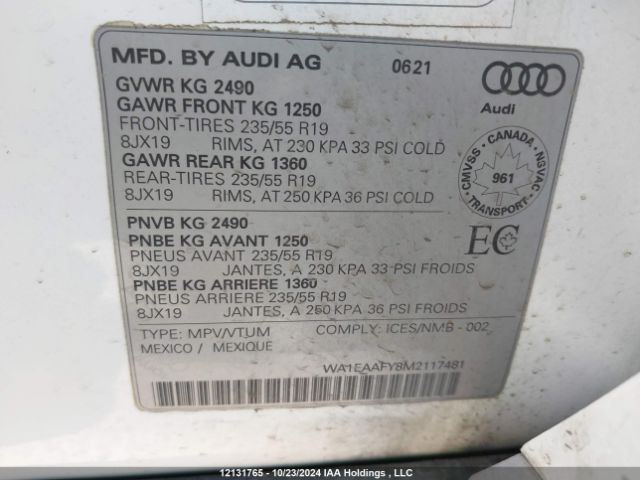 MFD. BY AUDI AG 0621
Audi
GVWR KG 2490
GAWR FRONT KG 1250
FRONT-TIRES 235/55 R19
8JX19 RIMS, AT 230 KPA 33 PSI COLD
GAWR REAR KG 1360
REAR-TIRES 235/55 R19
8JX19 RIMS, AT 250 KPA 36 PSI COLD
CMVSS - CANADA - NSVAC
961
TRANSPORT
PNVB KG 2490
PNBE KG AVANT 1250
PNEUS AVANT 235/55 R19
8JX19 JANTES, A 230 KPA 33 PSI FROIDS
PNBE KG ARRIERE 1360
PNEUS ARRIERE 235/55 R19
8JX19 JANTES, A 250 KPA 36 PSI FROIDS
EC
TYPE: MPV/VTUM COMPLY: ICES/NMB - 002
MEXICO / MEXIQUE
WA1EAAFY8M2117481
12131765 - 10/23/2024 IAA Holdings , LLC